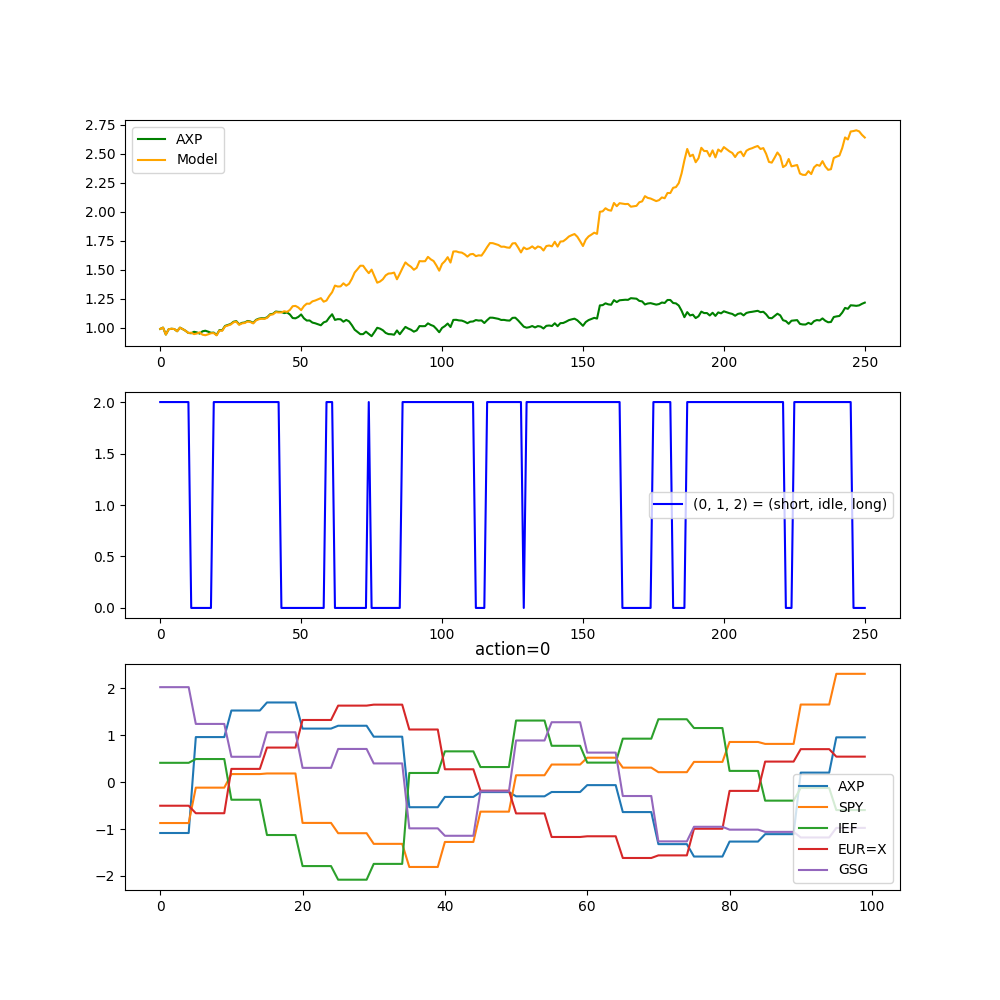 2.75
2.50
2.25
2.00
1.75
1.50
1.25
1.00
AXP
Model
0 50 100 150 200 250
2.0
1.5
1.0
0.5
0.0
(0, 1, 2) = (short, idle, long)
0 50 100 150 200 250
action=0
2
1
0
−1
−2
AXP
SPY
IEF
EUR=X
GSG
0 20 40 60 80 100